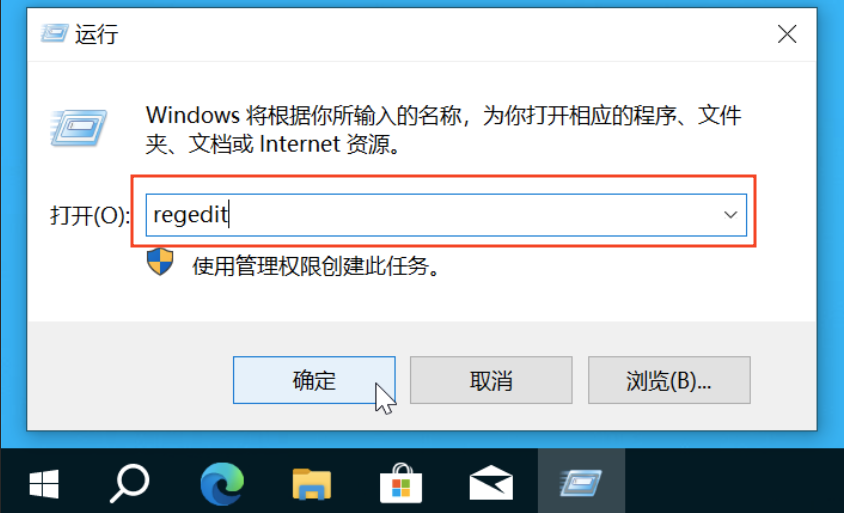 运行
Windows 将根据你所输入的名称，为你打开相应的程序、文件
夹、文档或 Internet 资源。
打开(O): regedit
使用管理权限创建此任务。
确定 取消 浏览(B)...